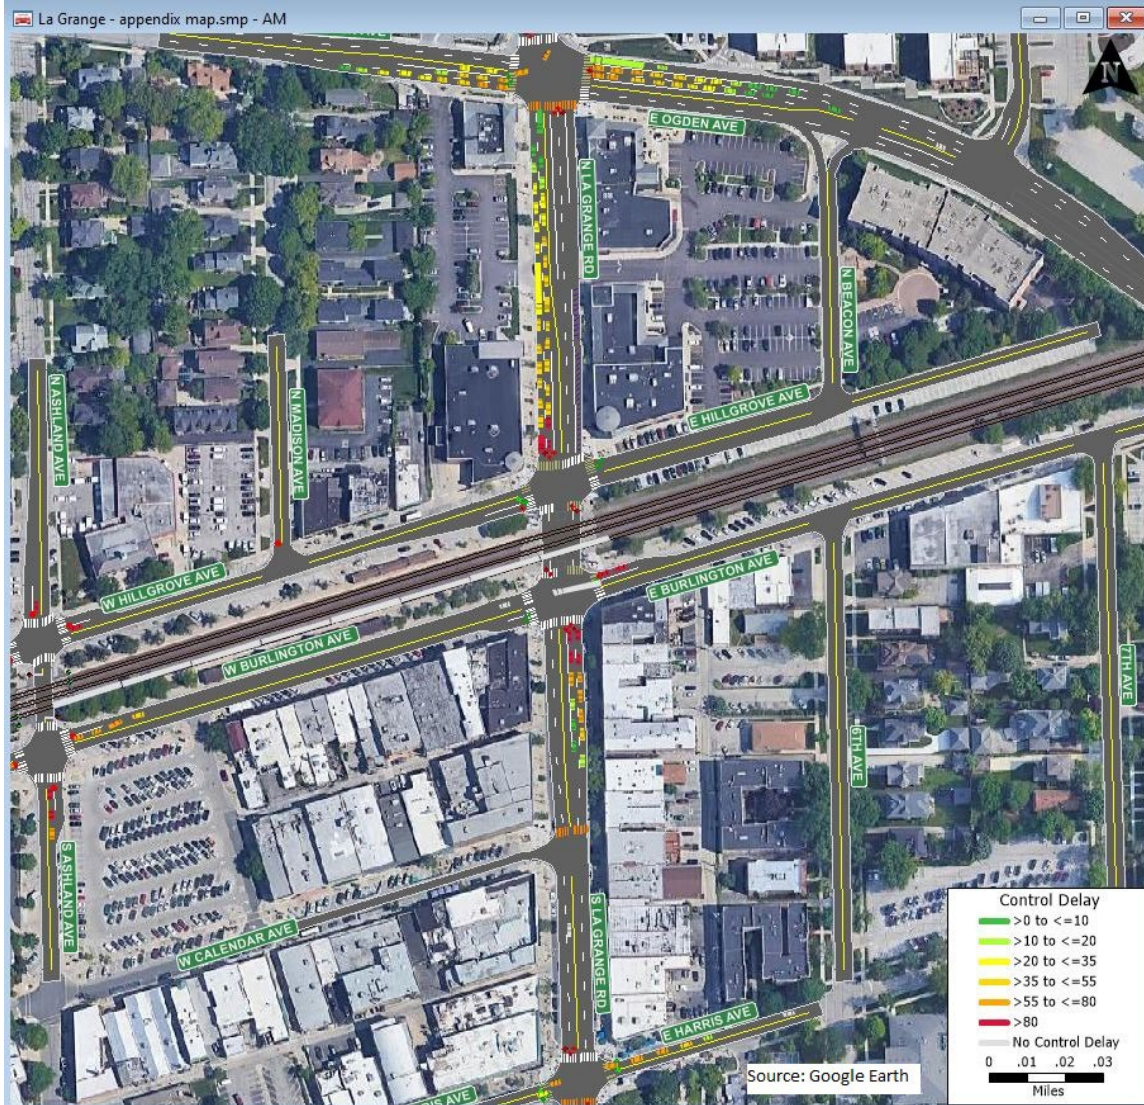 La Grange - appendix map.smp - AM
N
E OGDEN AVE
N LA GRANGE RD
N BEACON AVE
E HILLGROVE AVE
N ASHLAND AVE
N MADISON AVE
W HILLGROVE AVE
E BURLINGTON AVE
W BURLINGTON AVE
7TH AVE
6TH AVE
S ASHLAND AVE
W CALENDAR AVE
S LA GRANGE RD
E HARRIS AVE
Control Delay
>0 to <=10
>10 to <=20
>20 to <=35
>35 to <=55
>55 to <=80
>80
No Control Delay
0 .01 .02 .03
Miles
Source: Google Earth